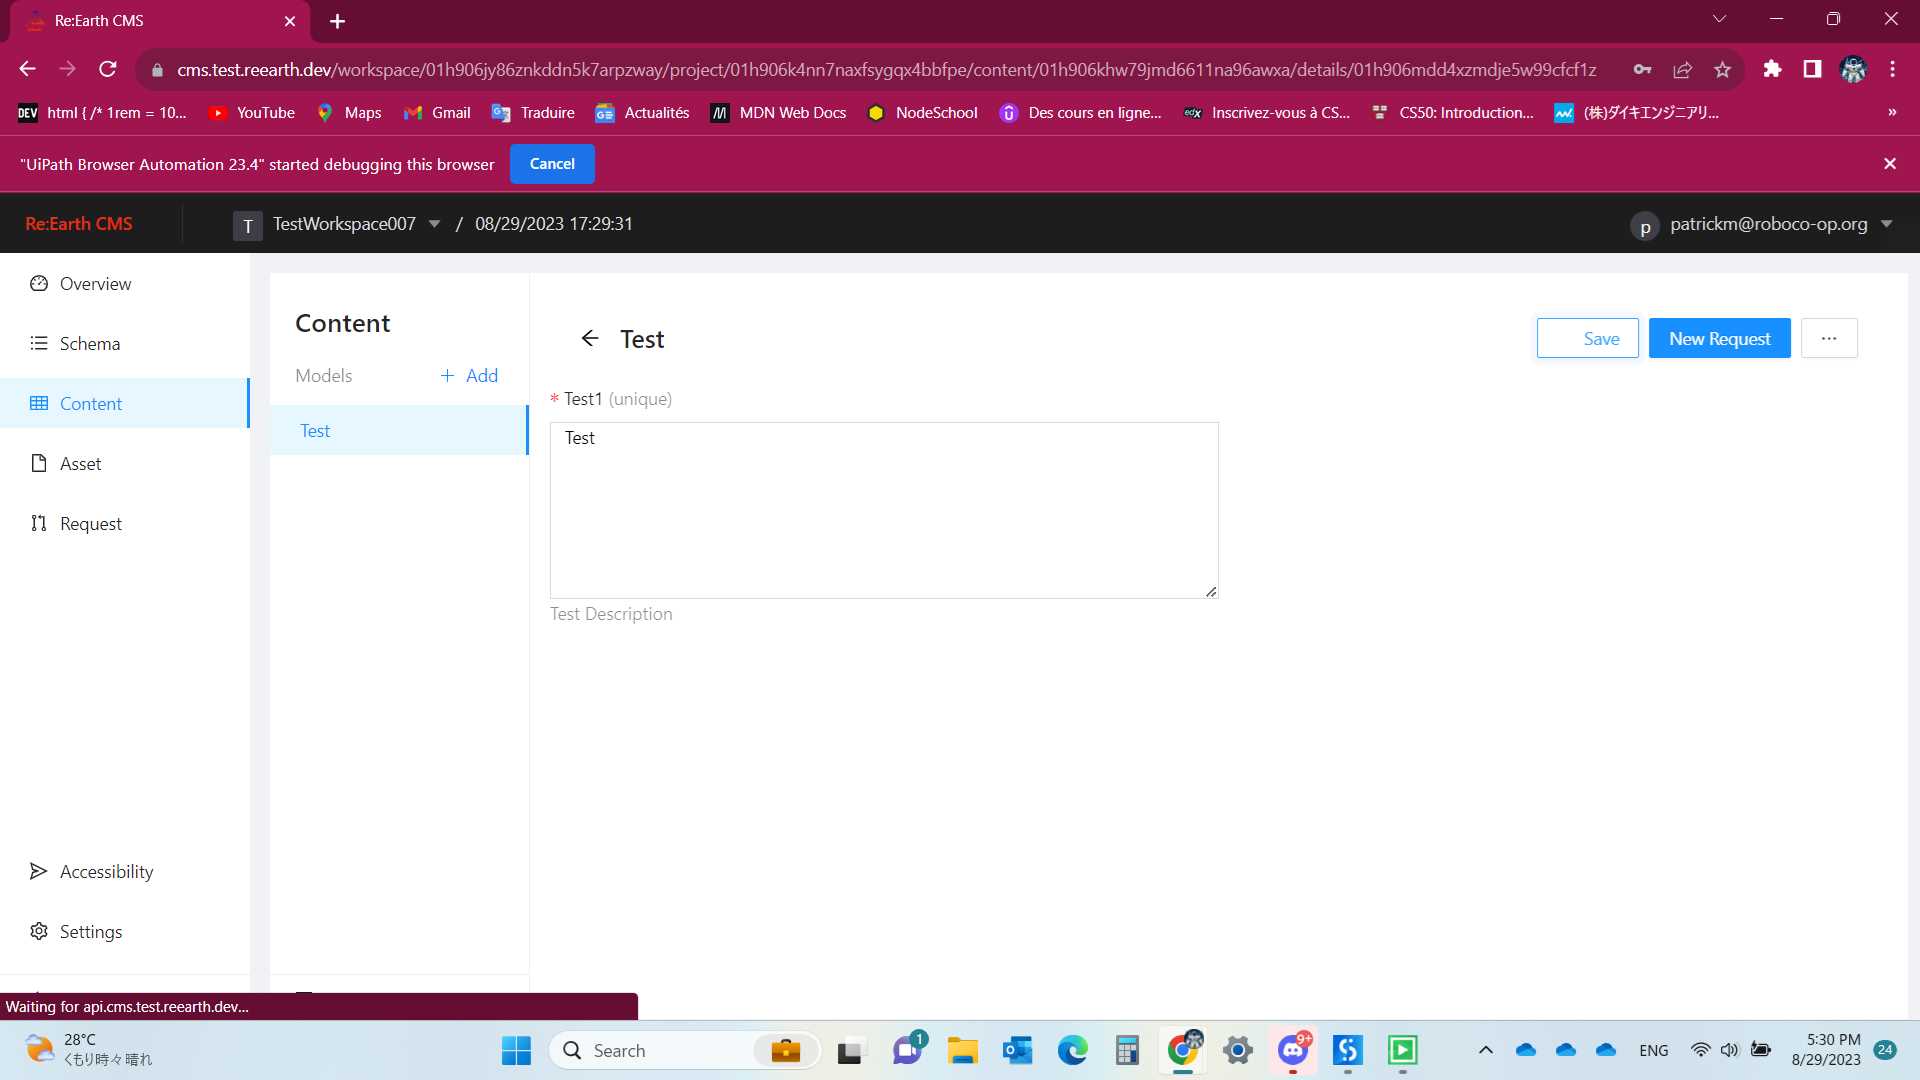 Re:Earth CMS
cms.test.reearth.dev/workspace/01h906jy86znkddn5k7arpzway/project/01h906k4nn7naxfsygqx4bbfpe/content/01h906khw79jmd6611na96awxa/details/01h906mdd4xzmdje5w99cfcf1z
DEV html { /* 1rem = 10... YouTube Maps Gmail Traduire Actualités MDN Web Docs NodeSchool Des cours en ligne... edX Inscrivez-vous à CS... CS50: Introduction... (株)ダイキエンジニアリ... »
"UiPath Browser Automation 23.4" started debugging this browser Cancel
Re:Earth CMS T TestWorkspace007 / 08/29/2023 17:29:31 p patrickm@roboco-op.org
Overview
Schema
Content
Asset
Request
Accessibility
Settings
Content
Models + Add
Test
Test
Save New Request ...
* Test1 (unique)
Test
Test Description
Waiting for api.cms.test.reearth.dev...
28°C
くもり時々晴れ
Search
1
9+
ENG
5:30 PM
8/29/2023
24